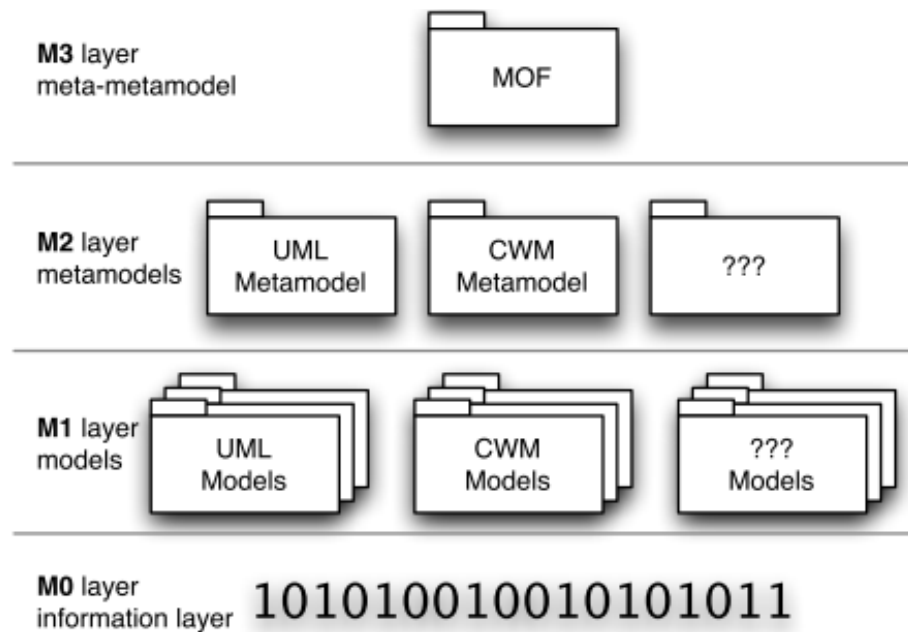 M3 layer
meta-metamodel
MOF
M2 layer
metamodels
UML
Metamodel
CWM
Metamodel
???
M1 layer
models
UML
Models
CWM
Models
???
Models
M0 layer
information layer
101010010010101011